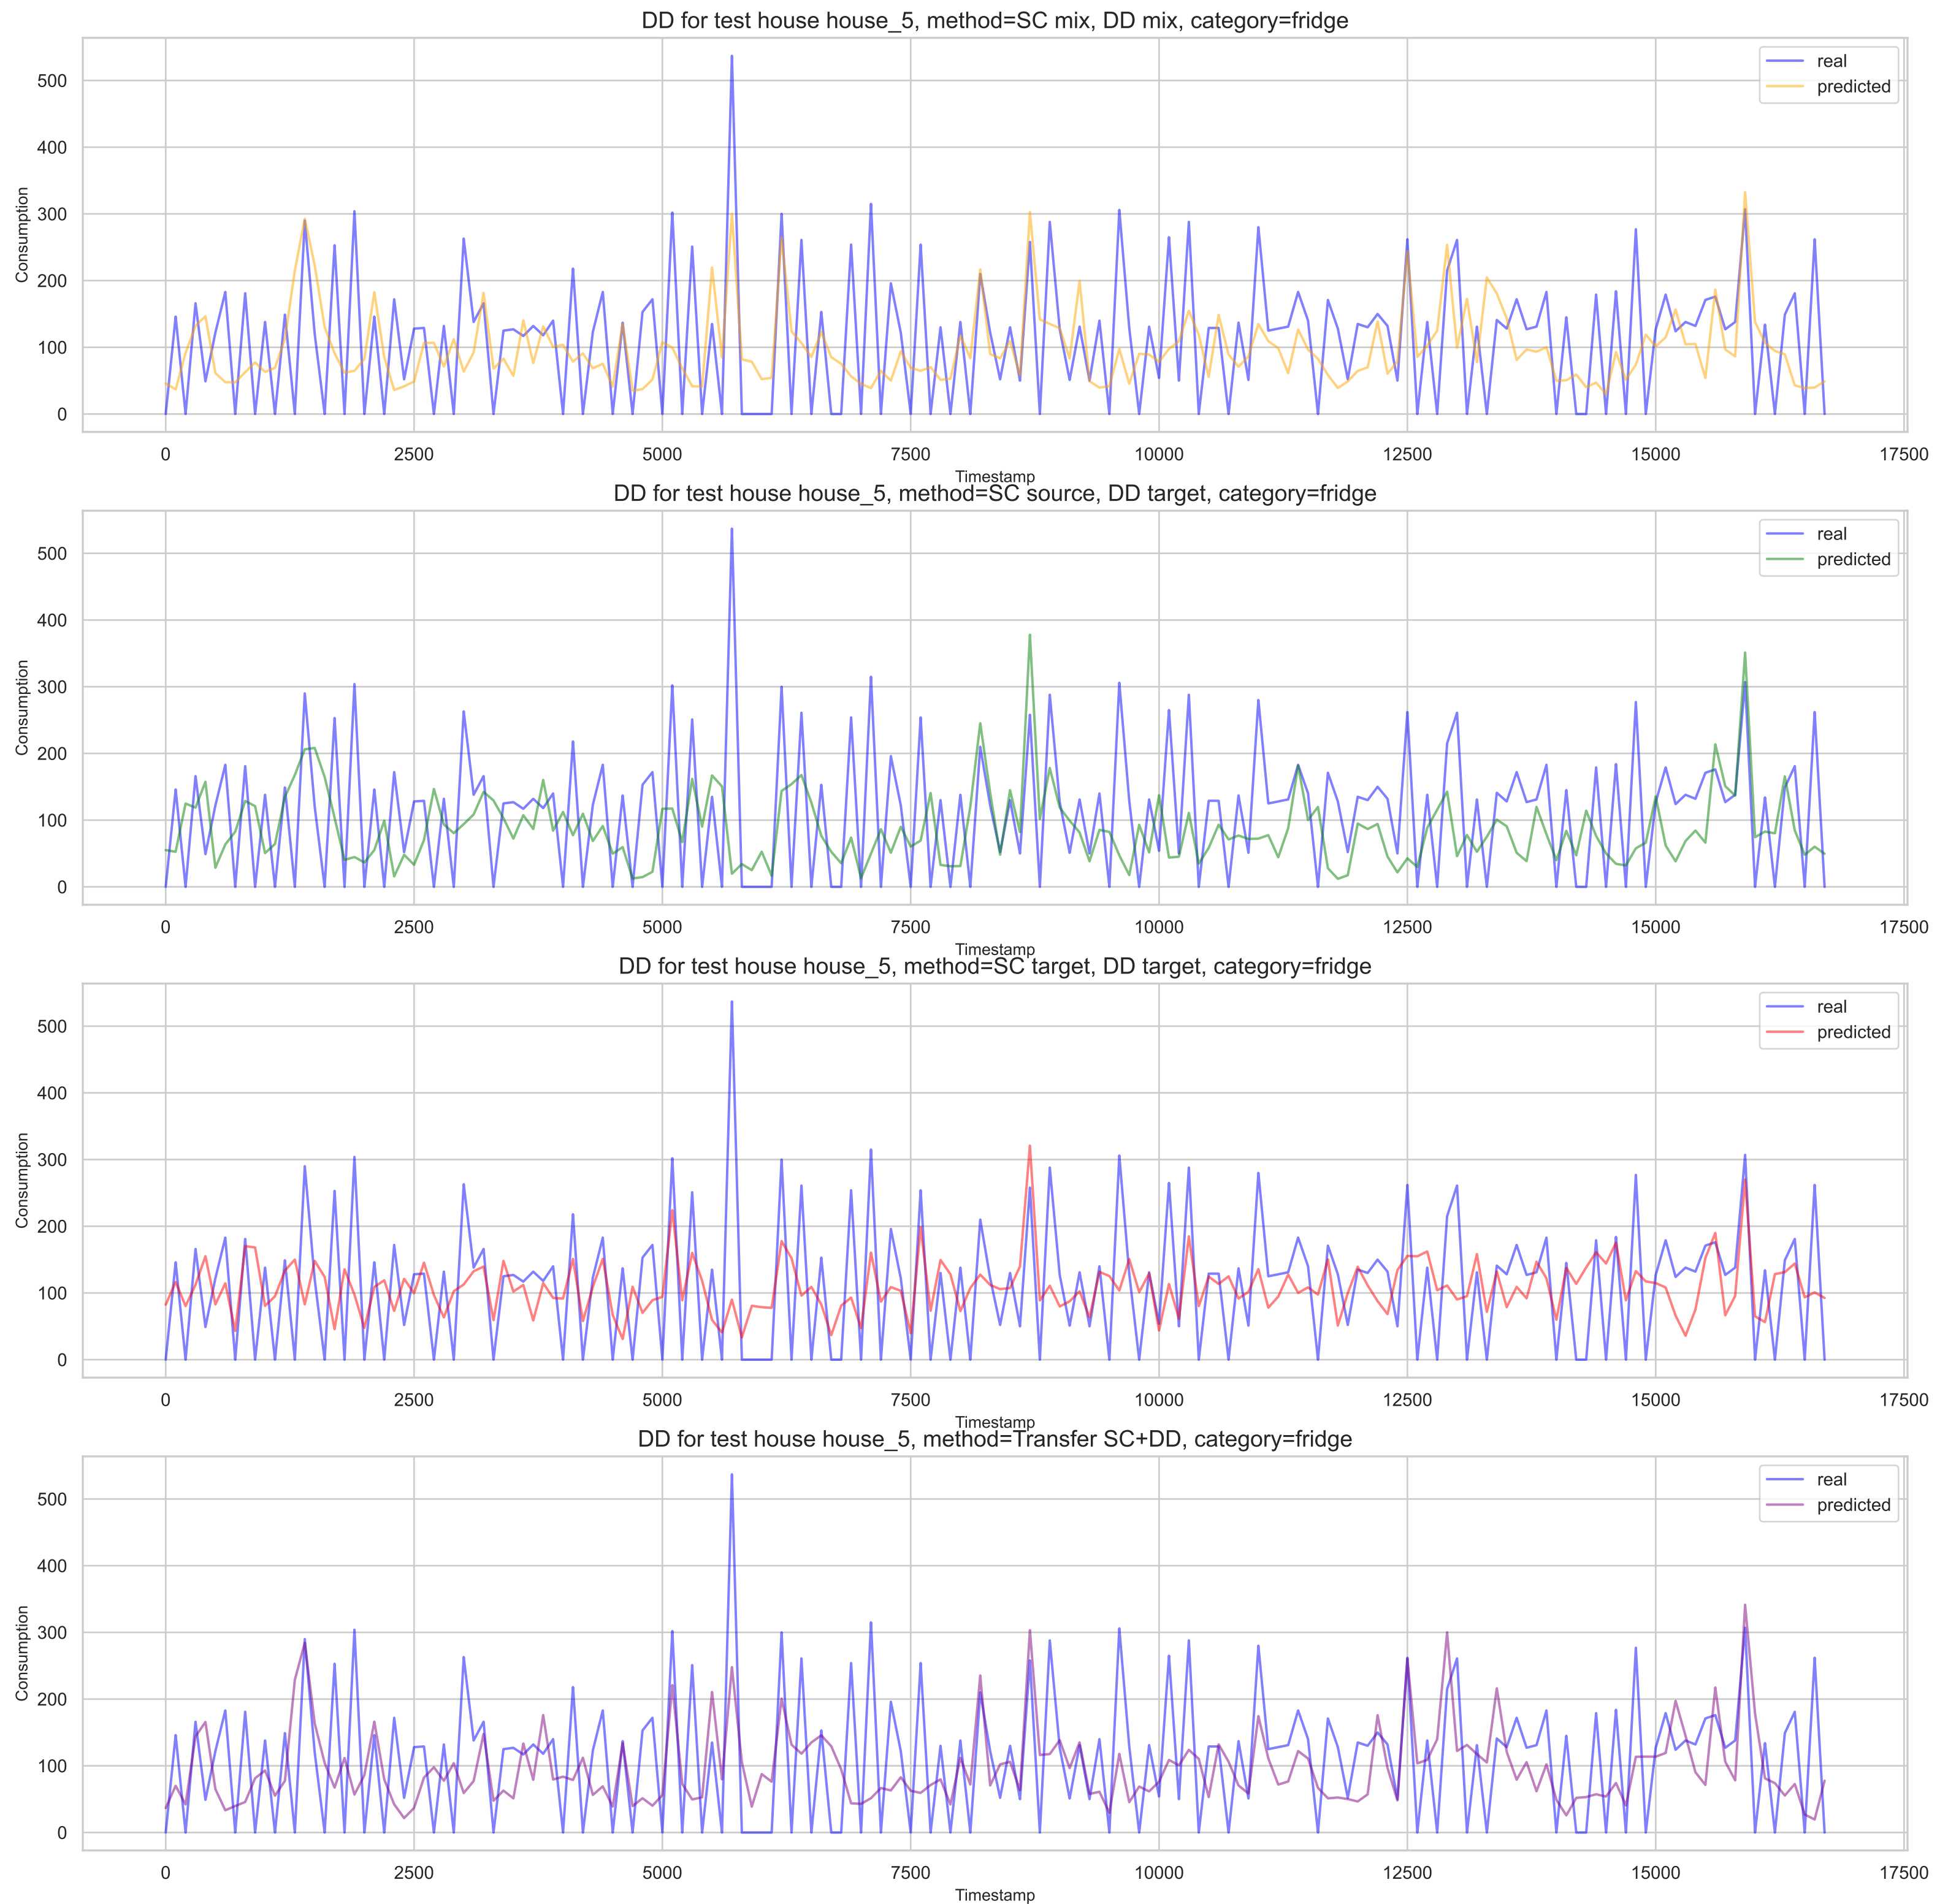 DD for test house house_5, method=SC mix, DD mix, category=fridge
real
predicted
Consumption
500
400
300
200
100
0
0 2500 5000 7500 10000 12500 15000 17500
Timestamp
DD for test house house_5, method=SC source, DD target, category=fridge
real
predicted
Consumption
500
400
300
200
100
0
0 2500 5000 7500 10000 12500 15000 17500
Timestamp
DD for test house house_5, method=SC target, DD target, category=fridge
real
predicted
Consumption
500
400
300
200
100
0
0 2500 5000 7500 10000 12500 15000 17500
Timestamp
DD for test house house_5, method=Transfer SC+DD, category=fridge
real
predicted
Consumption
500
400
300
200
100
0
0 2500 5000 7500 10000 12500 15000 17500
Timestamp